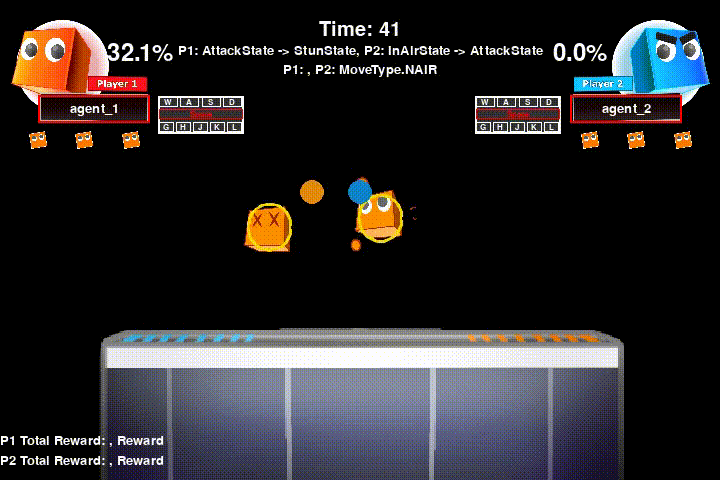 Time: 41
32.1%
P1: AttackState -> StunState, P2: InAirState -> AttackState
0.0%
P1: , P2: MoveType.NAIR
Player 1
Player 2
agent_1
agent_2
W A S D
G H J K L
W A S D
G H J K L
P1 Total Reward: , Reward
P2 Total Reward: , Reward